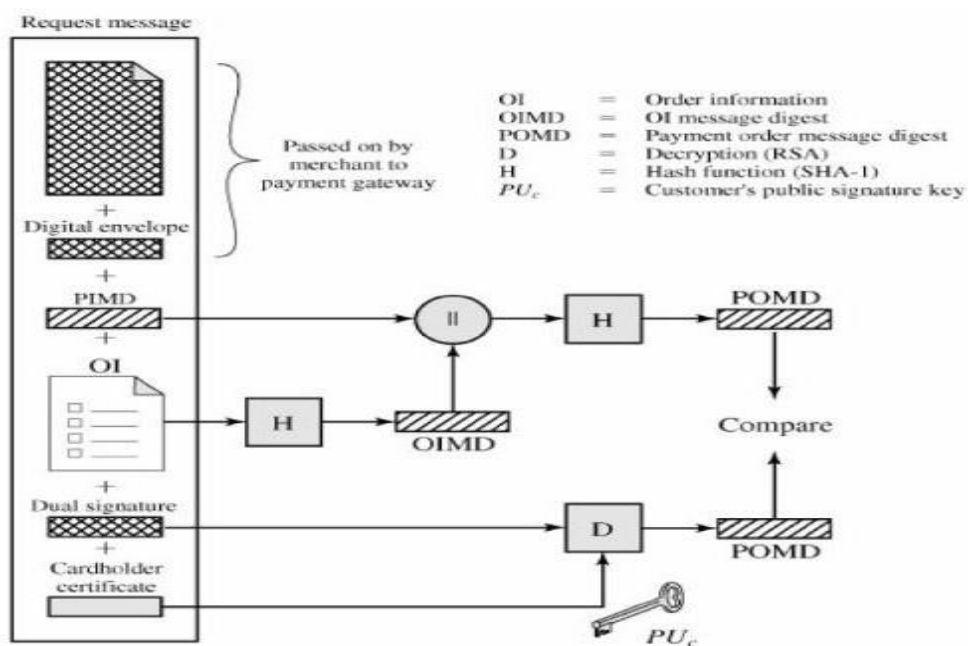 Request message
Passed on by
merchant to
payment gateway
OI = Order information
OIMD = OI message digest
POMD = Payment order message digest
D = Decryption (RSA)
H = Hash function (SHA-1)
PUc = Customer's public signature key
+
Digital envelope
+
PIMD
||
H
POMD
+
OI
H
OIMD
Compare
+
Dual signature
D
POMD
+
Cardholder
certificate
PUc